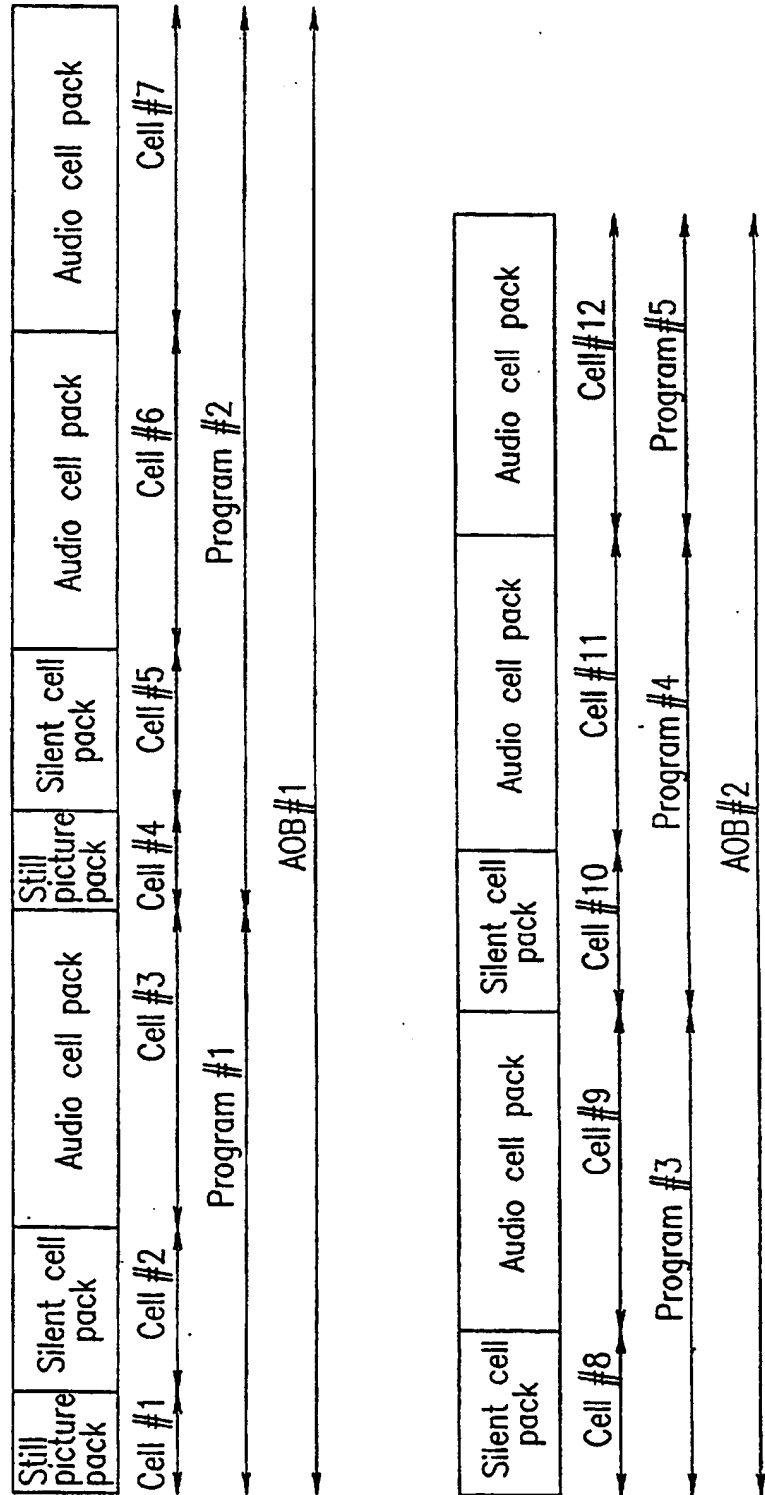 Still
picture
pack
Silent cell
pack
Audio cell pack
Still
picture
pack
Silent cell
pack
Audio cell pack
Audio cell pack
Cell #1
Cell #2
Cell #3
Cell #4
Cell #5
Cell #6
Cell #7
Program #1
Program #2
AOB#1
Silent cell
pack
Audio cell pack
Silent cell
pack
Audio cell pack
Audio cell pack
Cell #8
Cell#9
Cell#10
Cell #11
Cell#12
Program #3
Program#4
Program#5
AOB#2